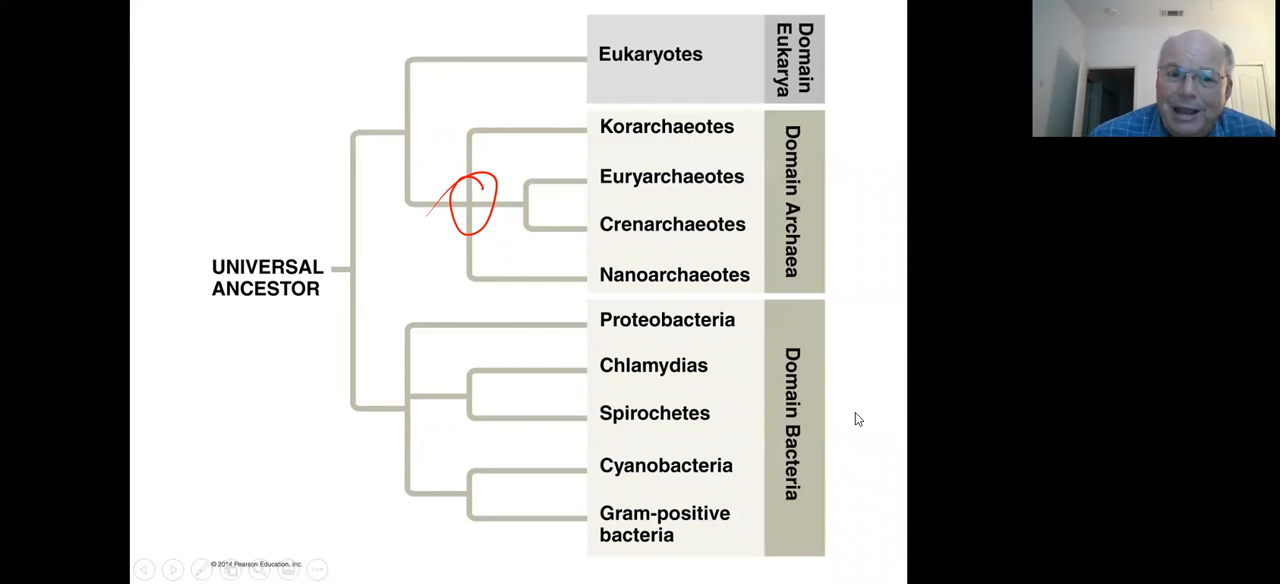 Eukaryotes
Domain
Eukarya
Korarchaeotes
Euryarchaeotes
Crenarchaeotes
Nanoarchaeotes
Domain Archaea
UNIVERSAL
ANCESTOR
Proteobacteria
Chlamydias
Spirochetes
Cyanobacteria
Gram-positive
bacteria
Domain Bacteria
© 2014 Pearson Education, Inc.